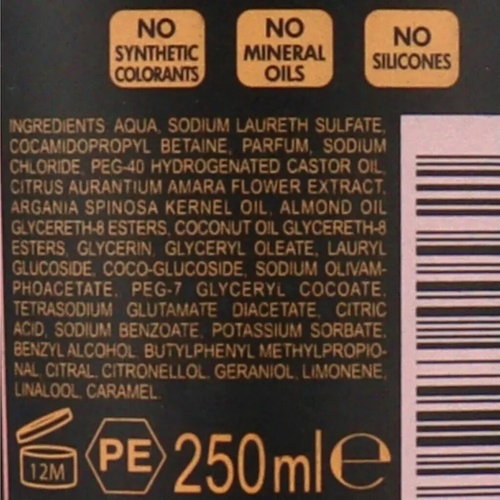 NO SYNTHETIC COLORANTS
NO MINERAL OILS
NO SILICONES
INGREDIENTS: AQUA, SODIUM LAURETH SULFATE,
COCAMIDOPROPYL BETAINE, PARFUM, SODIUM
CHLORIDE, PEG-40 HYDROGENATED CASTOR OIL,
CITRUS AURANTIUM AMARA FLOWER EXTRACT,
ARGANIA SPINOSA KERNEL OIL, ALMOND OIL
GLYCERETH-8 ESTERS, COCONUT OIL GLYCERETH-8
ESTERS, GLYCERIN, GLYCERYL OLEATE, LAURYL
GLUCOSIDE, COCO-GLUCOSIDE, SODIUM OLIVAM-
PHOACETATE, PEG-7 GLYCERYL COCOATE,
TETRASODIUM GLUTAMATE DIACETATE, CITRIC
ACID, SODIUM BENZOATE, POTASSIUM SORBATE,
BENZYL ALCOHOL, BUTYLPHENYL METHYLPROPIO-
NAL, CITRAL, CITRONELLOL, GERANIOL, LIMONENE,
LINALOOL, CARAMEL.
12M
PE
250 ml e